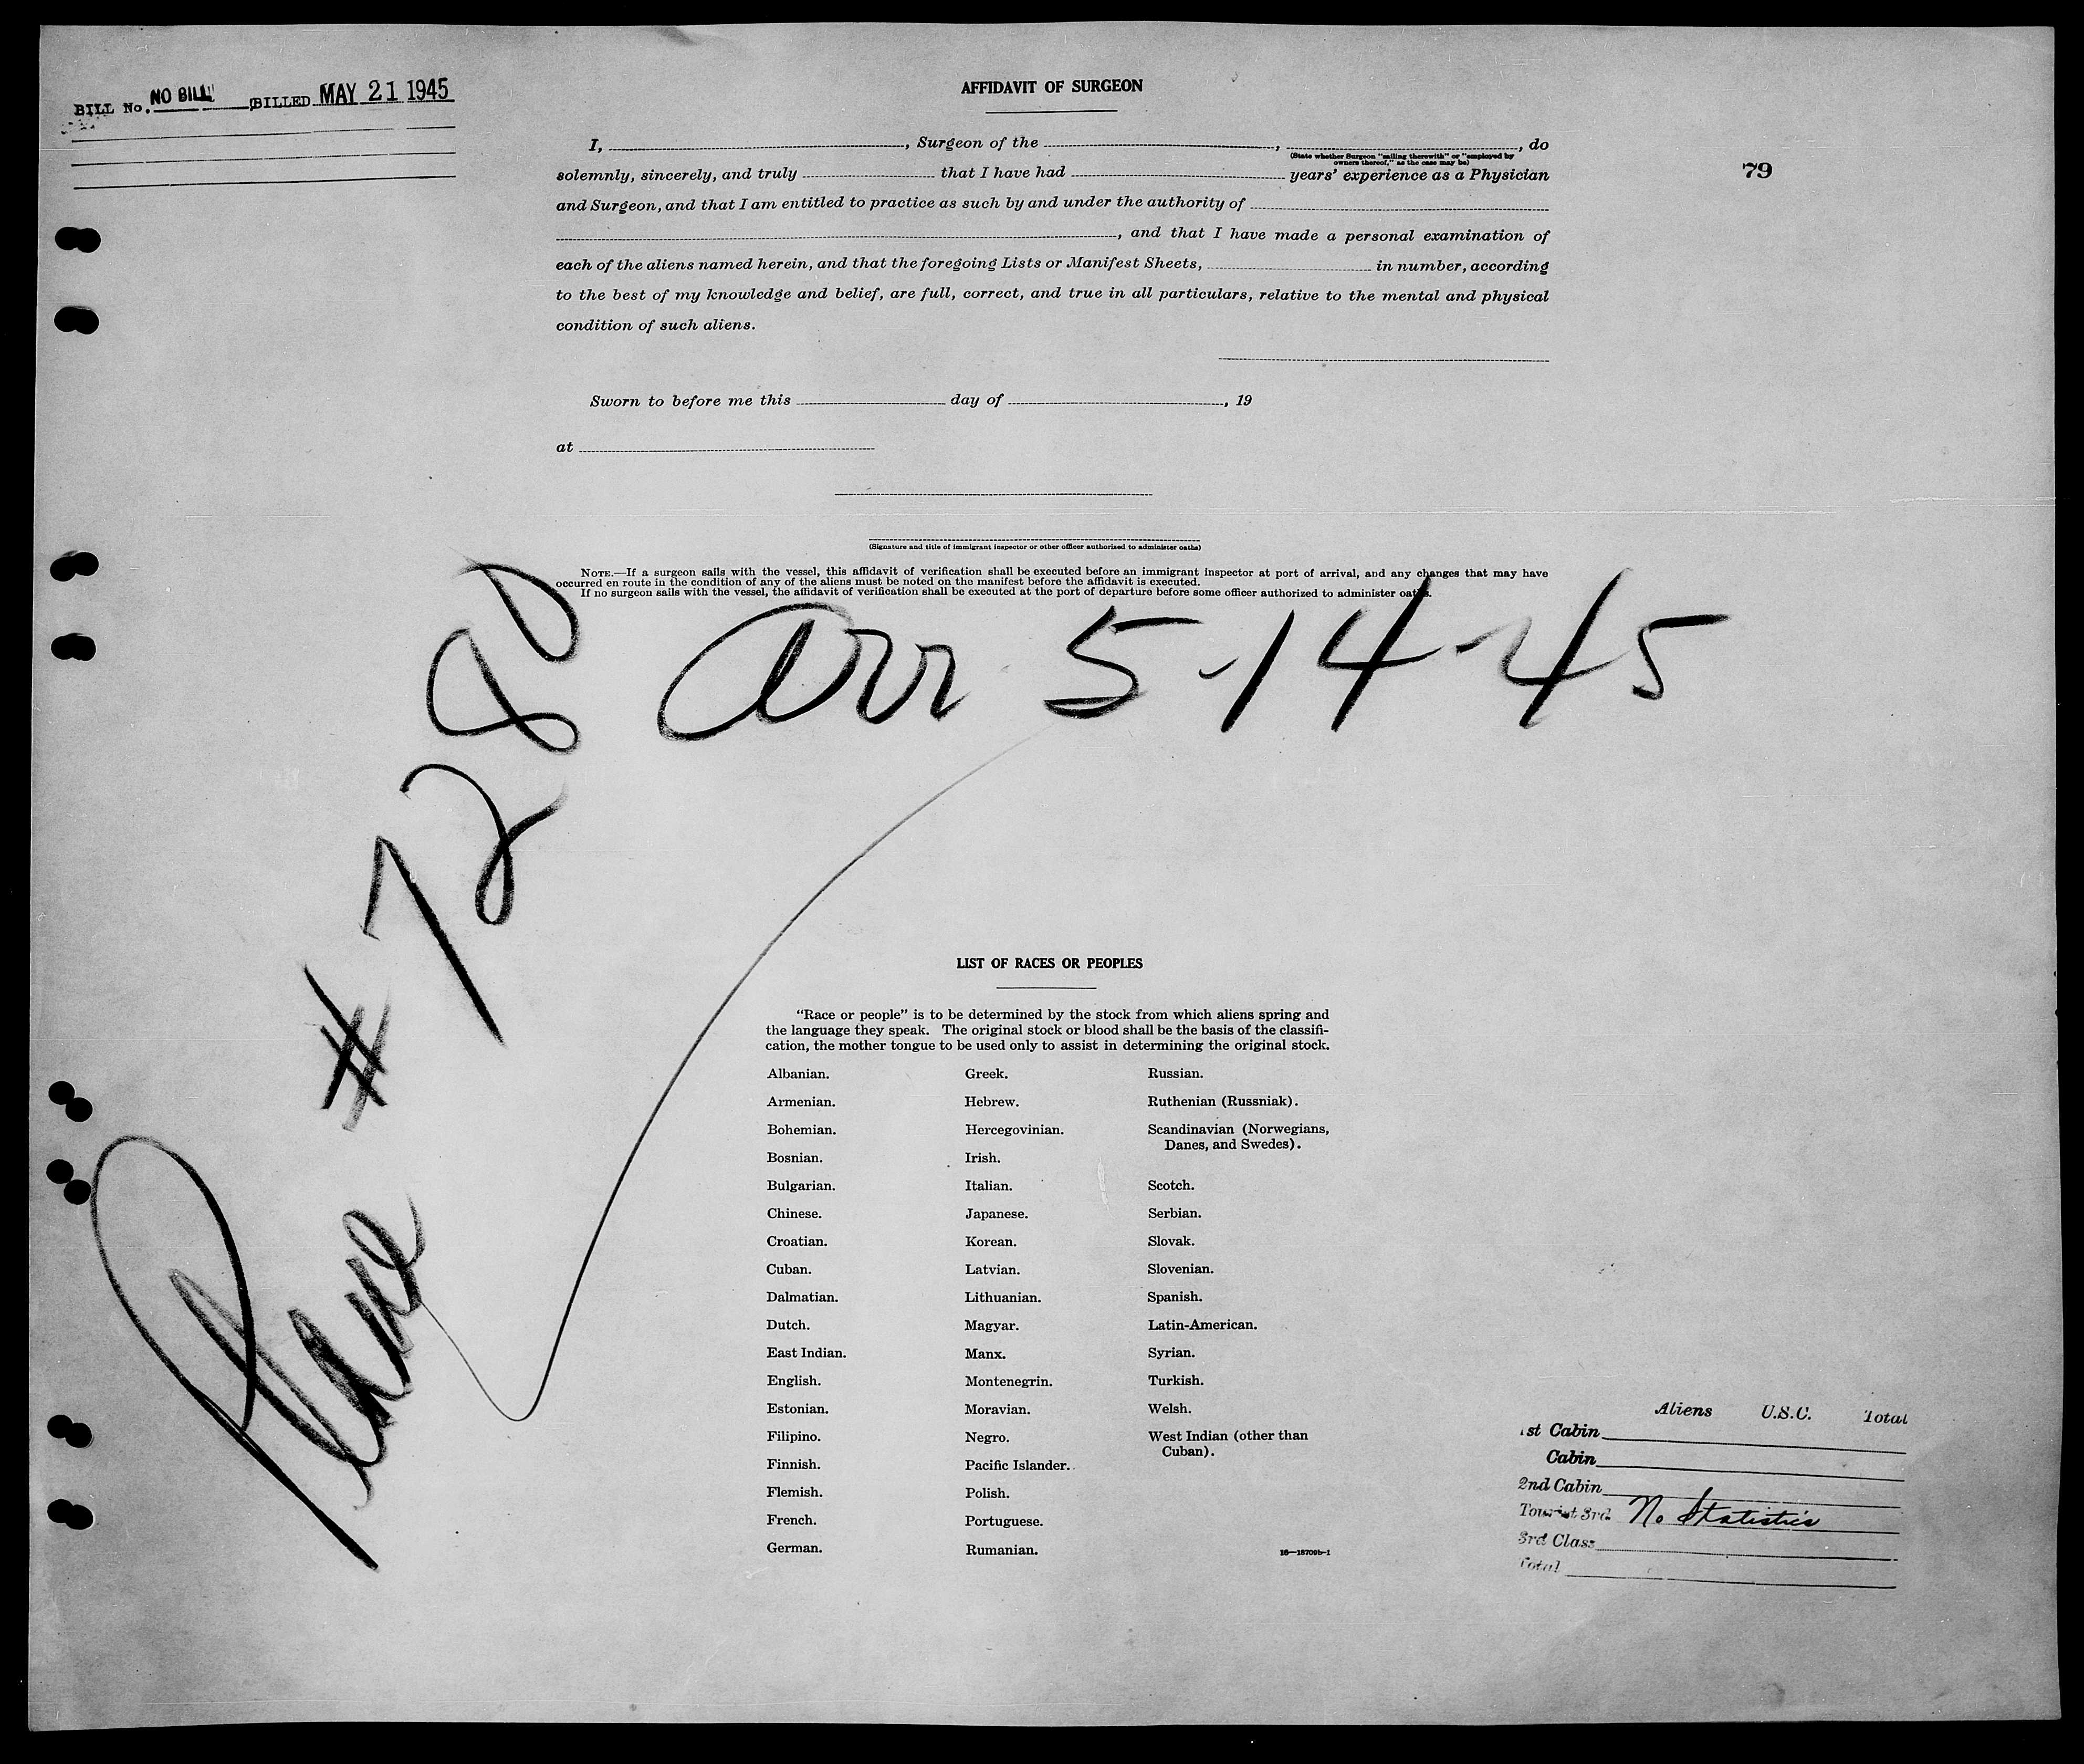 BILL No. NO BILL BILLED MAY 21 1945
AFFIDAVIT OF SURGEON
79
I, , Surgeon of the , , do
(State whether Surgeon "sailing therewith" or "employed by
owners thereof," as the case may be)
solemnly, sincerely, and truly that I have had years' experience as a Physician
and Surgeon, and that I am entitled to practice as such by and under the authority of
, and that I have made a personal examination of
each of the aliens named herein, and that the foregoing Lists or Manifest Sheets, in number, according
to the best of my knowledge and belief, are full, correct, and true in all particulars, relative to the mental and physical
condition of such aliens.
Sworn to before me this day of , 19
at
(Signature and title of immigrant inspector or other officer authorized to administer oaths)
NOTE.—If a surgeon sails with the vessel, this affidavit of verification shall be executed before an immigrant inspector at port of arrival, and any changes that may have
occurred en route in the condition of any of the aliens must be noted on the manifest before the affidavit is executed.
If no surgeon sails with the vessel, the affidavit of verification shall be executed at the port of departure before some officer authorized to administer oaths.
Arr 5-14-45
Plane #7280
LIST OF RACES OR PEOPLES
"Race or people" is to be determined by the stock from which aliens spring and
the language they speak. The original stock or blood shall be the basis of the classifi-
cation, the mother tongue to be used only to assist in determining the original stock.
Albanian.
Armenian.
Bohemian.
Bosnian.
Bulgarian.
Chinese.
Croatian.
Cuban.
Dalmatian.
Dutch.
East Indian.
English.
Estonian.
Filipino.
Finnish.
Flemish.
French.
German.
Greek.
Hebrew.
Hercegovinian.
Irish.
Italian.
Japanese.
Korean.
Latvian.
Lithuanian.
Magyar.
Manx.
Montenegrin.
Moravian.
Negro.
Pacific Islander.
Polish.
Portuguese.
Rumanian.
Russian.
Ruthenian (Russniak).
Scandinavian (Norwegians,
Danes, and Swedes).
Scotch.
Serbian.
Slovak.
Slovenian.
Spanish.
Latin-American.
Syrian.
Turkish.
Welsh.
West Indian (other than
Cuban).
16—18709b-1
Aliens U.S.C. Total
1st Cabin
Cabin
2nd Cabin
Tourist 3rd No Statistics
3rd Class
Total